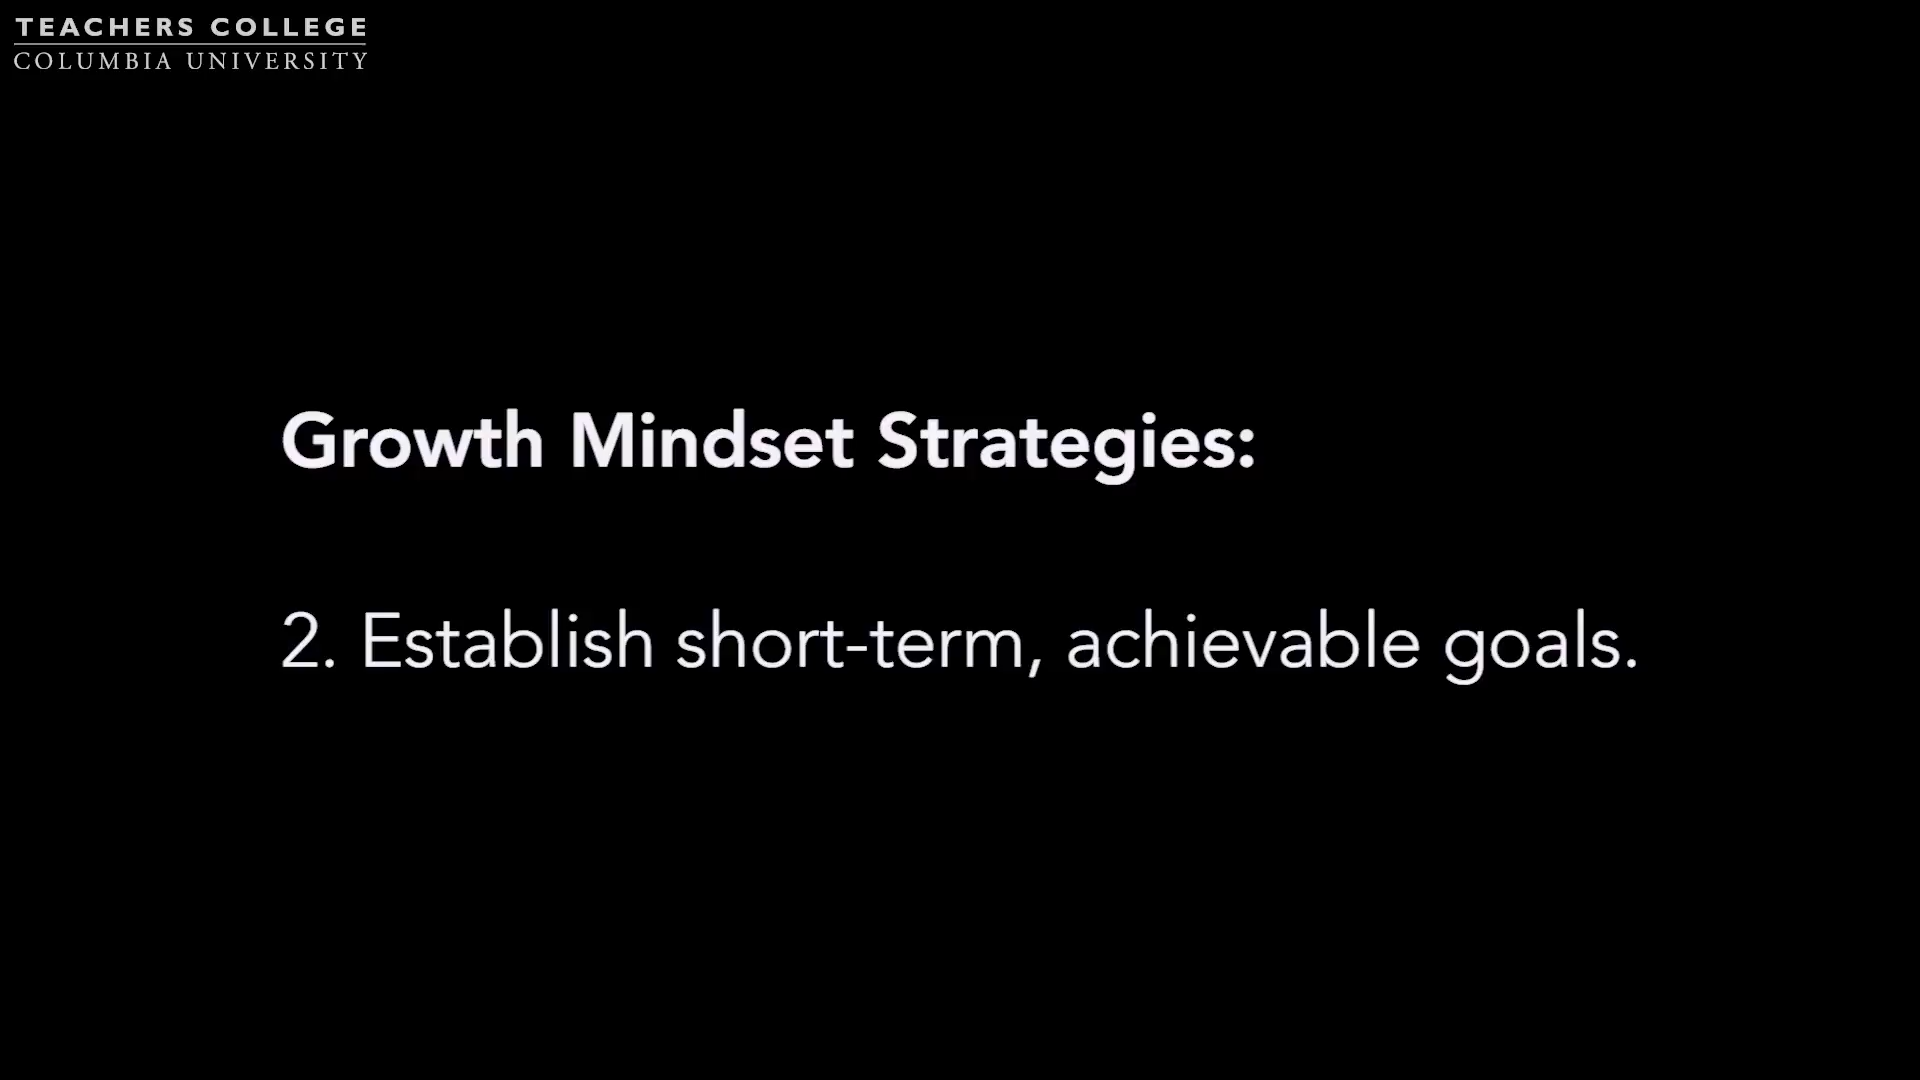 TEACHERS COLLEGE
COLUMBIA UNIVERSITY
Growth Mindset Strategies:
2. Establish short-term, achievable goals.